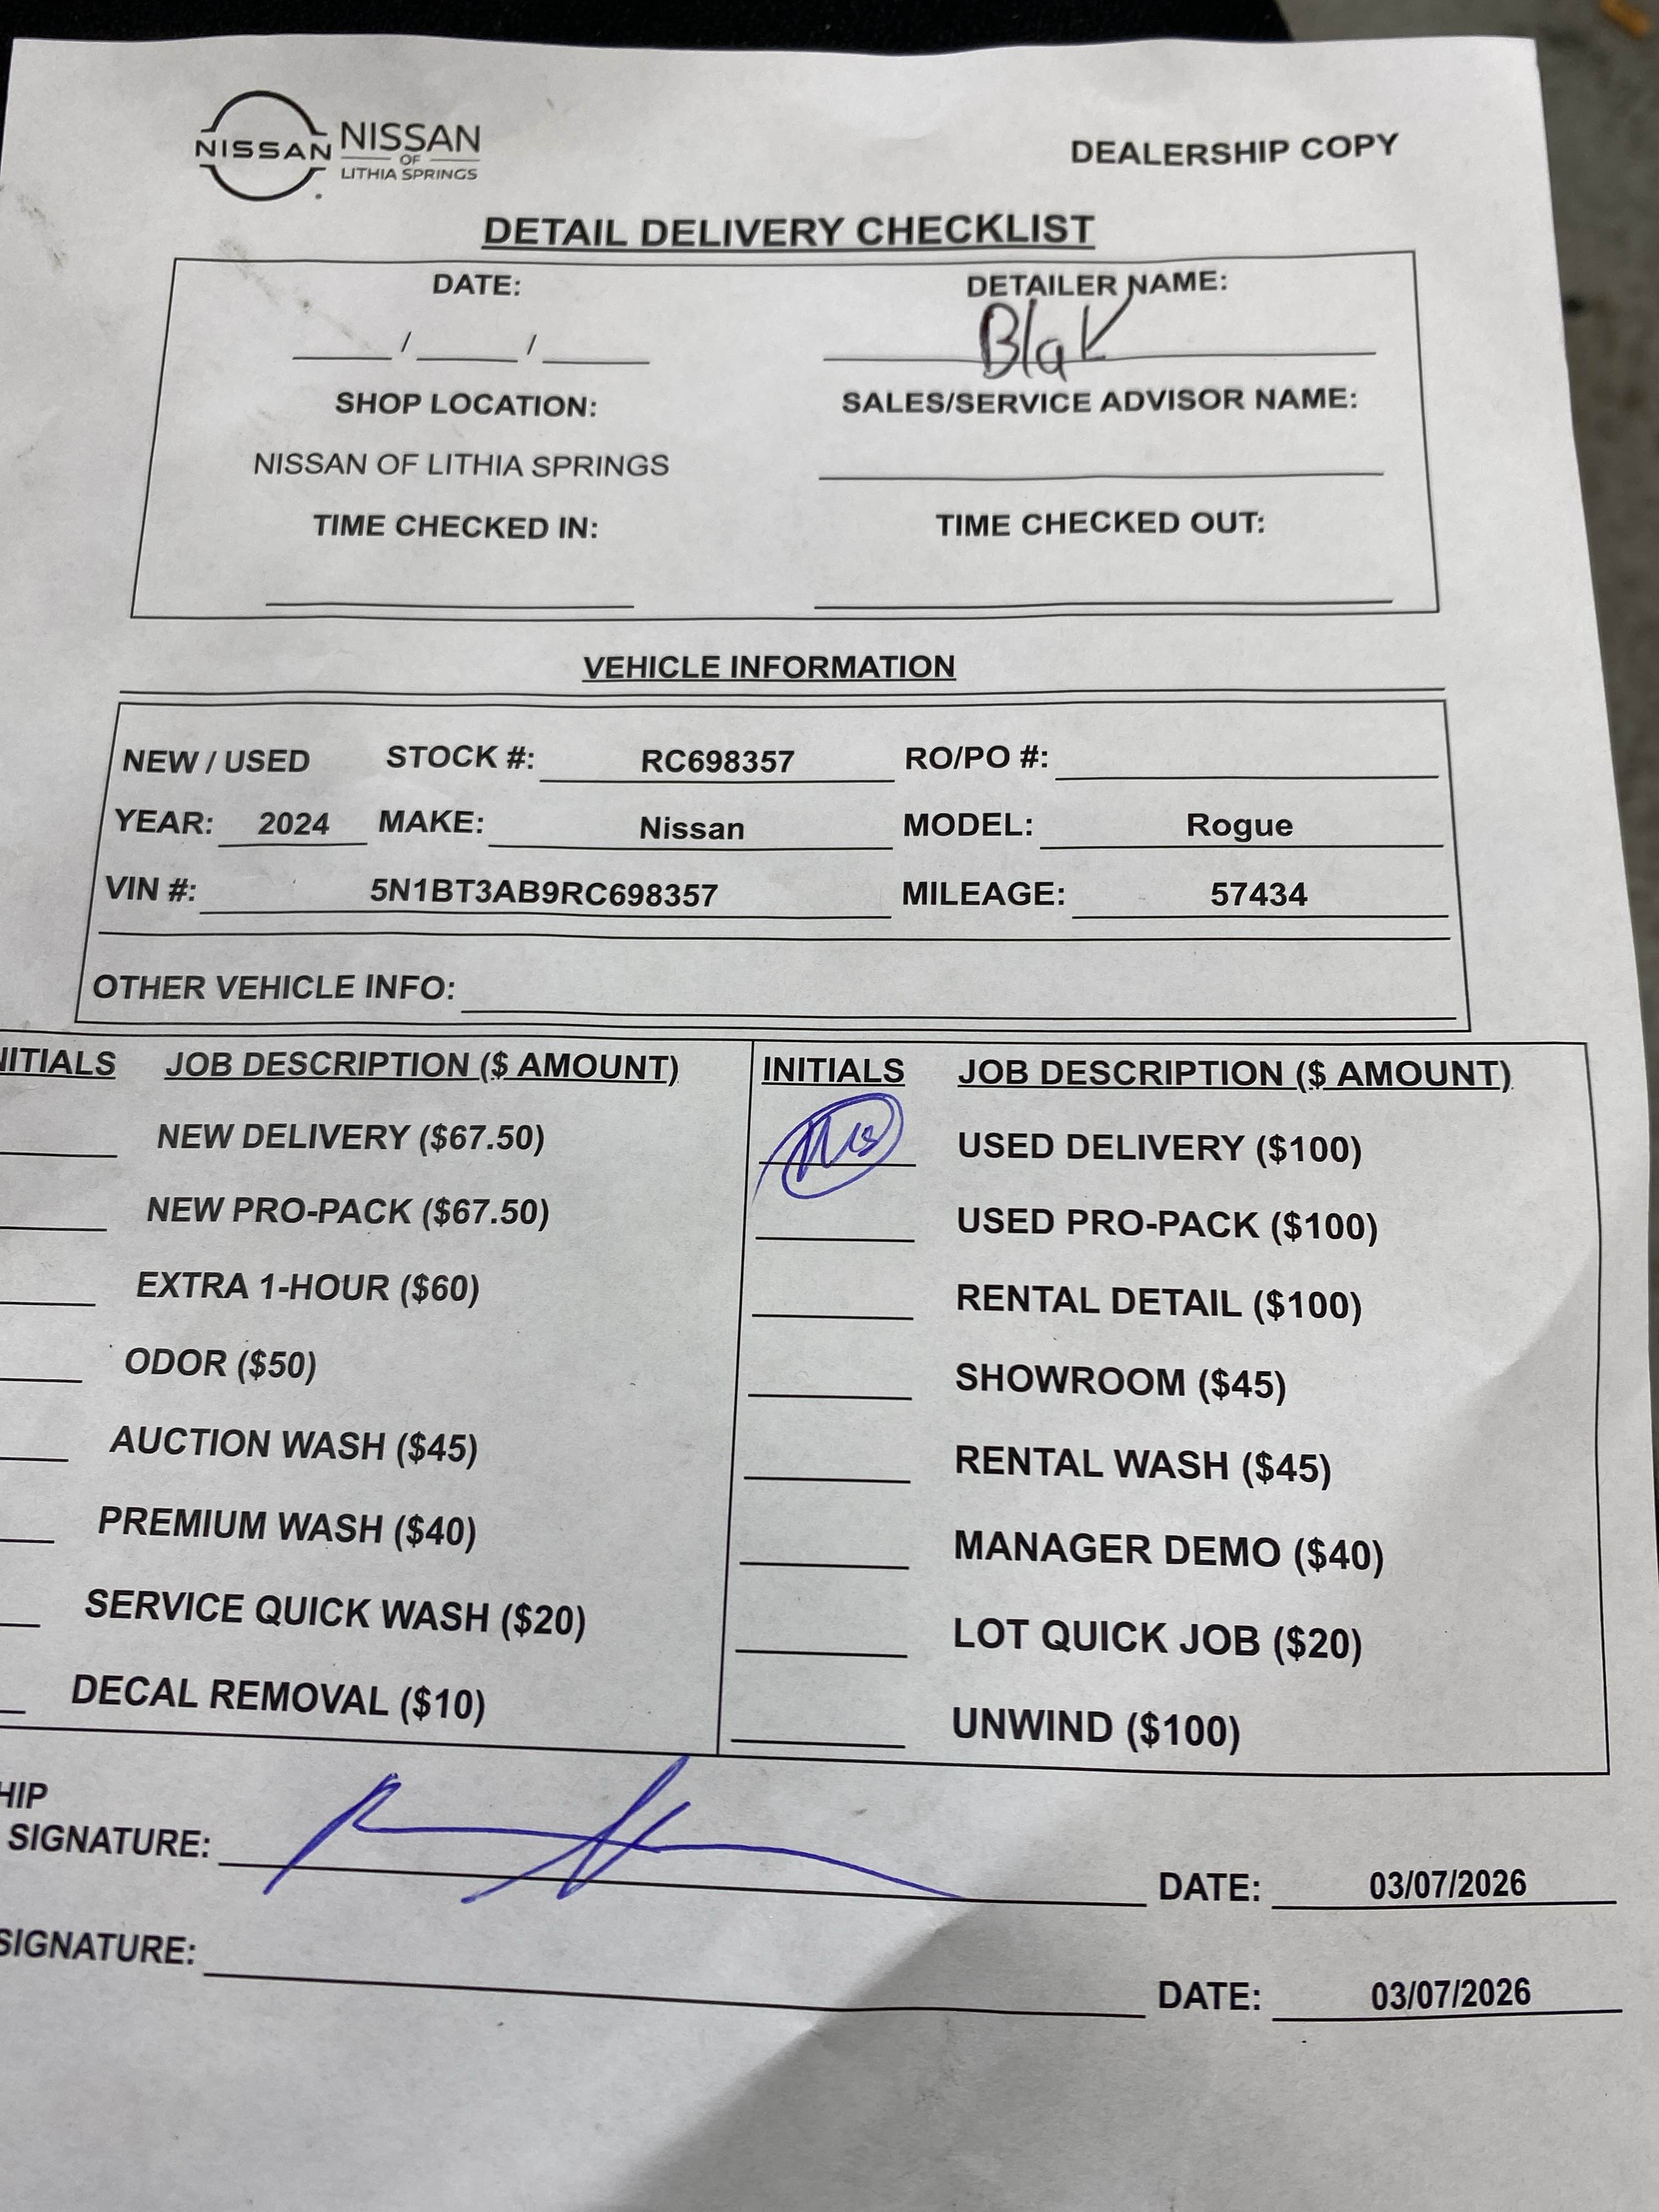 NISSAN NISSAN
OF
LITHIA SPRINGS
DEALERSHIP COPY
DETAIL DELIVERY CHECKLIST
DATE: DETAILER NAME:
/ / Blak
SHOP LOCATION: SALES/SERVICE ADVISOR NAME:
NISSAN OF LITHIA SPRINGS
TIME CHECKED IN: TIME CHECKED OUT:
VEHICLE INFORMATION
NEW / USED STOCK #: RC698357 RO/PO #:
YEAR: 2024 MAKE: Nissan MODEL: Rogue
VIN #: 5N1BT3AB9RC698357 MILEAGE: 57434
OTHER VEHICLE INFO:
NITIALS JOB DESCRIPTION ($ AMOUNT) INITIALS JOB DESCRIPTION ($ AMOUNT)
NEW DELIVERY ($67.50) USED DELIVERY ($100)
NEW PRO-PACK ($67.50) USED PRO-PACK ($100)
EXTRA 1-HOUR ($60) RENTAL DETAIL ($100)
ODOR ($50) SHOWROOM ($45)
AUCTION WASH ($45) RENTAL WASH ($45)
PREMIUM WASH ($40) MANAGER DEMO ($40)
SERVICE QUICK WASH ($20) LOT QUICK JOB ($20)
DECAL REMOVAL ($10) UNWIND ($100)
HIP
SIGNATURE: DATE: 03/07/2026
SIGNATURE: DATE: 03/07/2026